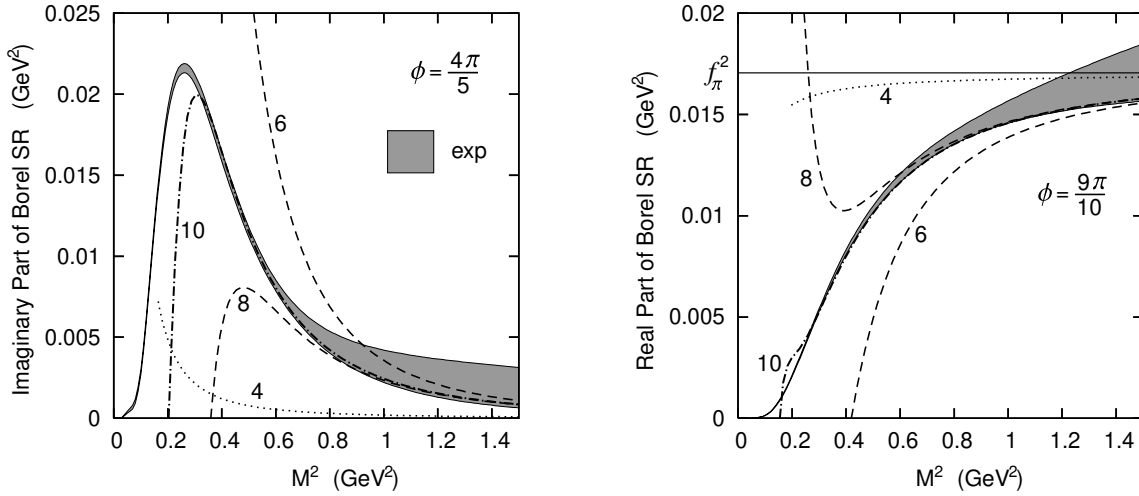 Imaginary Part of Borel SR (GeV²)
0.025
0.02
0.015
0.01
0.005
0
ϕ = 4π/5
exp
6
10
8
4
0 0.2 0.4 0.6 0.8 1 1.2 1.4
M² (GeV²)
Real Part of Borel SR (GeV²)
0.02
f²π
0.015
0.01
0.005
0
4
8
ϕ = 9π/10
6
10
0 0.2 0.4 0.6 0.8 1 1.2 1.4
M² (GeV²)